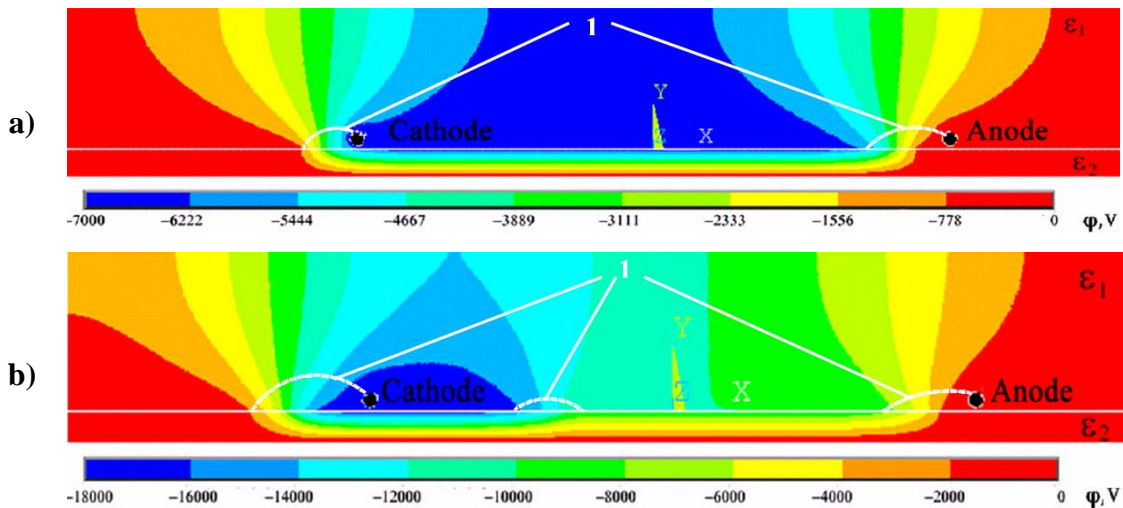 1
ε₁
a)
Y
Cathode
Z
X
Anode
ε₂
−7000 −6222 −5444 −4667 −3889 −3111 −2333 −1556 −778 0 φ,V
1
ε₁
Y
b)
Cathode
Z
X
Anode
ε₂
−18000 −16000 −14000 −12000 −10000 −8000 −6000 −4000 −2000 0 φ,V